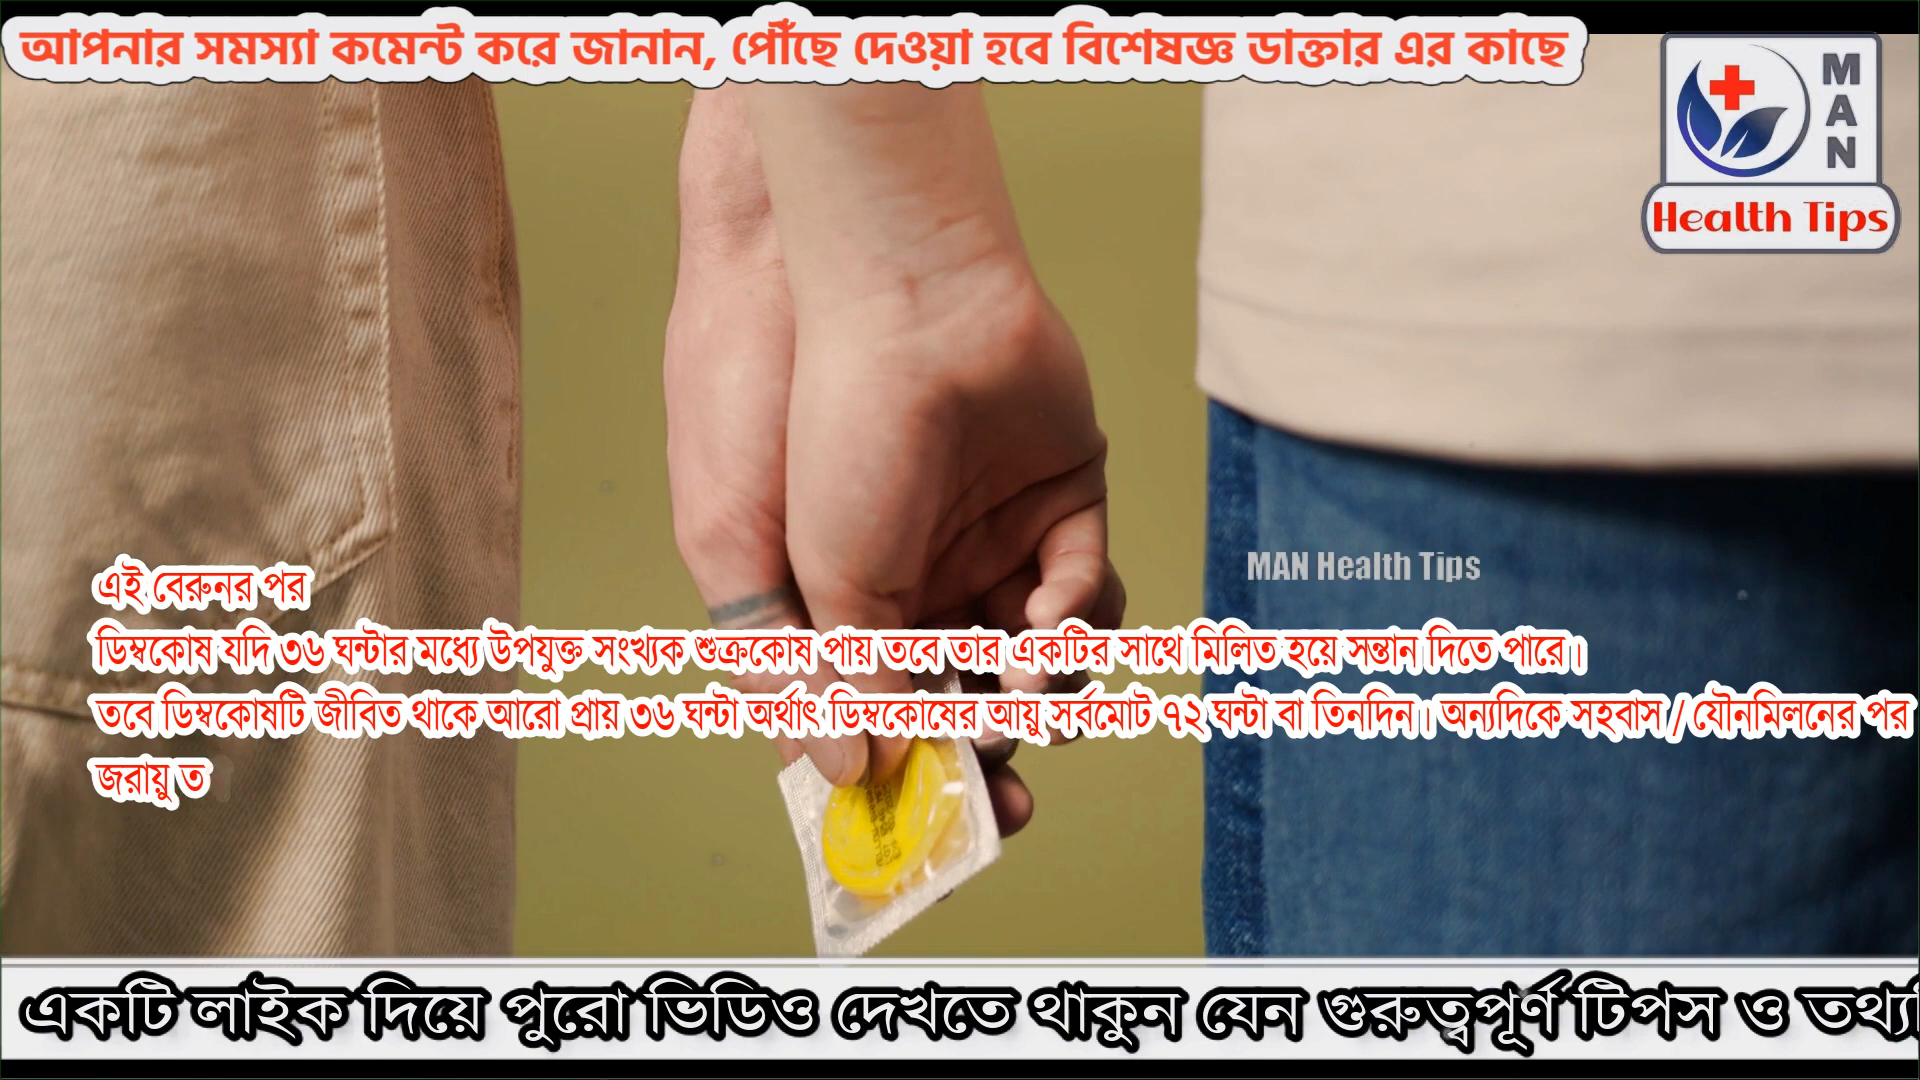 আপনার সমস্যা কমেন্ট করে জানান, পৌঁছে দেওয়া হবে বিশেষজ্ঞ ডাক্তার এর কাছে
MAN
Health Tips
MAN Health Tips
এই বেরুনর পর
ডিম্বকোষ যদি ৩৬ ঘন্টার মধ্যে উপযুক্ত সংখ্যক শুক্রকোষ পায় তবে তার একটির সাথে মিলিত হয়ে সন্তান দিতে পারে।
তবে ডিম্বকোষটি জীবিত থাকে আরো প্রায় ৩৬ ঘন্টা অর্থাৎ ডিম্বকোষের আয়ু সর্বমোট ৭২ ঘন্টা বা তিনদিন। অন্যদিকে সহবাস / যৌনমিলনের পর
জরায়ু ত
একটি লাইক দিয়ে পুরো ভিডিও দেখতে থাকুন যেন গুরুত্বপূর্ণ টিপস ও